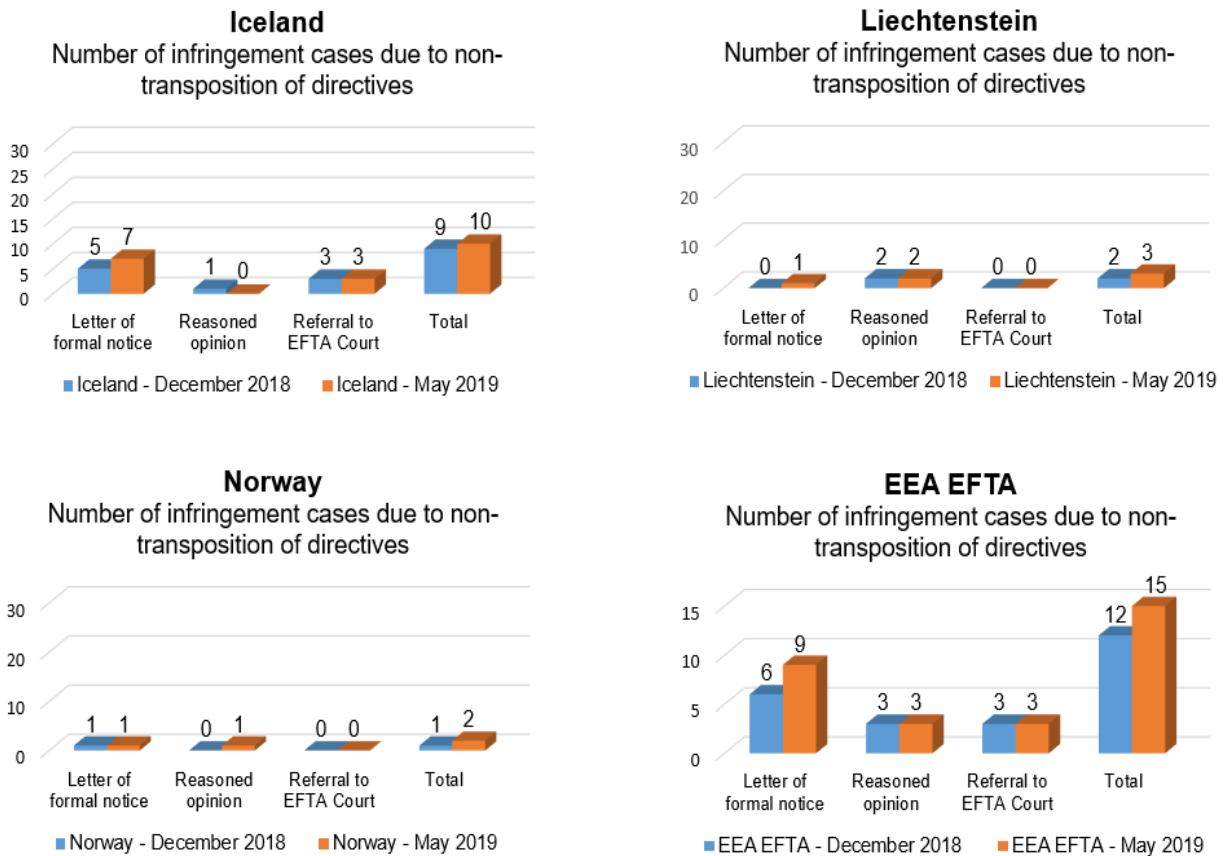 Iceland
Number of infringement cases due to non-
transposition of directives
30
25
20
15
10
5
0
5
7
1
0
3
3
9
10
Letter of
formal notice
Reasoned
opinion
Referral to
EFTA Court
Total
Iceland - December 2018
Iceland - May 2019
Liechtenstein
Number of infringement cases due to non-
transposition of directives
30
20
10
0
0
1
2
2
0
0
2
3
Letter of
formal notice
Reasoned
opinion
Referral to
EFTA Court
Total
Liechtenstein - December 2018
Liechtenstein - May 2019
Norway
Number of infringement cases due to non-
transposition of directives
30
20
10
0
1
1
0
1
0
0
1
2
Letter of
formal notice
Reasoned
opinion
Referral to
EFTA Court
Total
Norway - December 2018
Norway - May 2019
EEA EFTA
Number of infringement cases due to non-
transposition of directives
15
10
5
0
6
9
3
3
3
3
12
15
Letter of
formal notice
Reasoned
opinion
Referral to
EFTA Court
Total
EEA EFTA - December 2018
EEA EFTA - May 2019